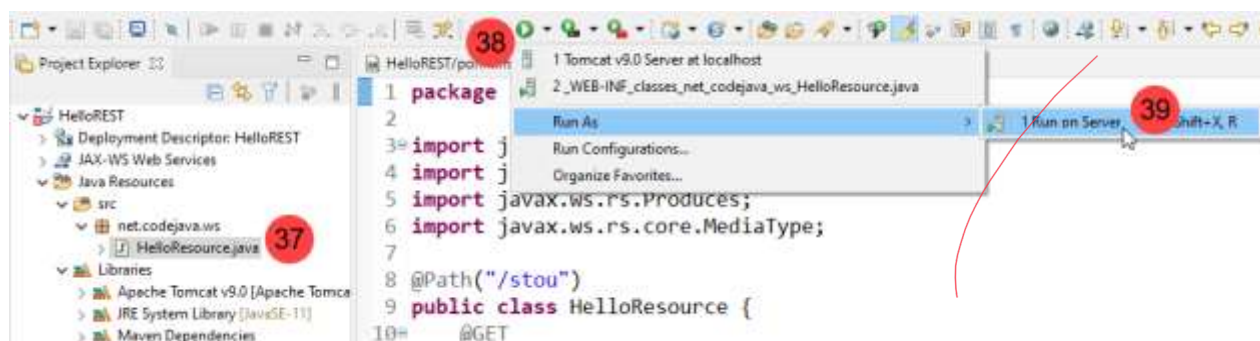 38
Project Explorer
HelloREST/pom.xml
1 Tomcat v9.0 Server at localhost
1 package
2 _WEB-INF_classes_net_codejava_ws_HelloResource.java
HelloREST
2
Run As
1 Run on Server
39
Shift+X, R
Deployment Descriptor: HelloREST
3 import j
Run Configurations...
JAX-WS Web Services
4 import j
Organize Favorites...
Java Resources
5 import javax.ws.rs.Produces;
src
6 import javax.ws.rs.core.MediaType;
net.codejava.ws
37
7
HelloResource.java
8 @Path("/stou")
Libraries
9 public class HelloResource {
Apache Tomcat v9.0 [Apache Tomca
JRE System Library [JavaSE-11]
10 @GET
Maven Dependencies